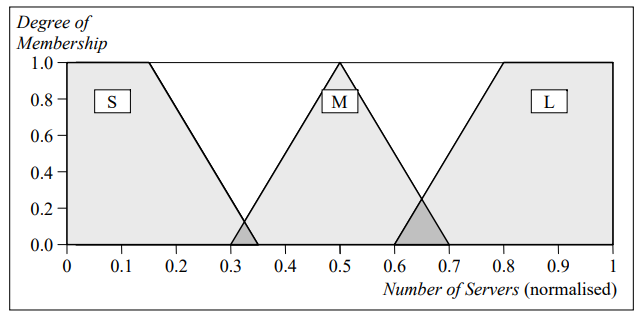 Degree of
Membership
1.0
S
M
L
0.8
0.6
0.4
0.2
0.0
0 0.1 0.2 0.3 0.4 0.5 0.6 0.7 0.8 0.9 1
Number of Servers (normalised)